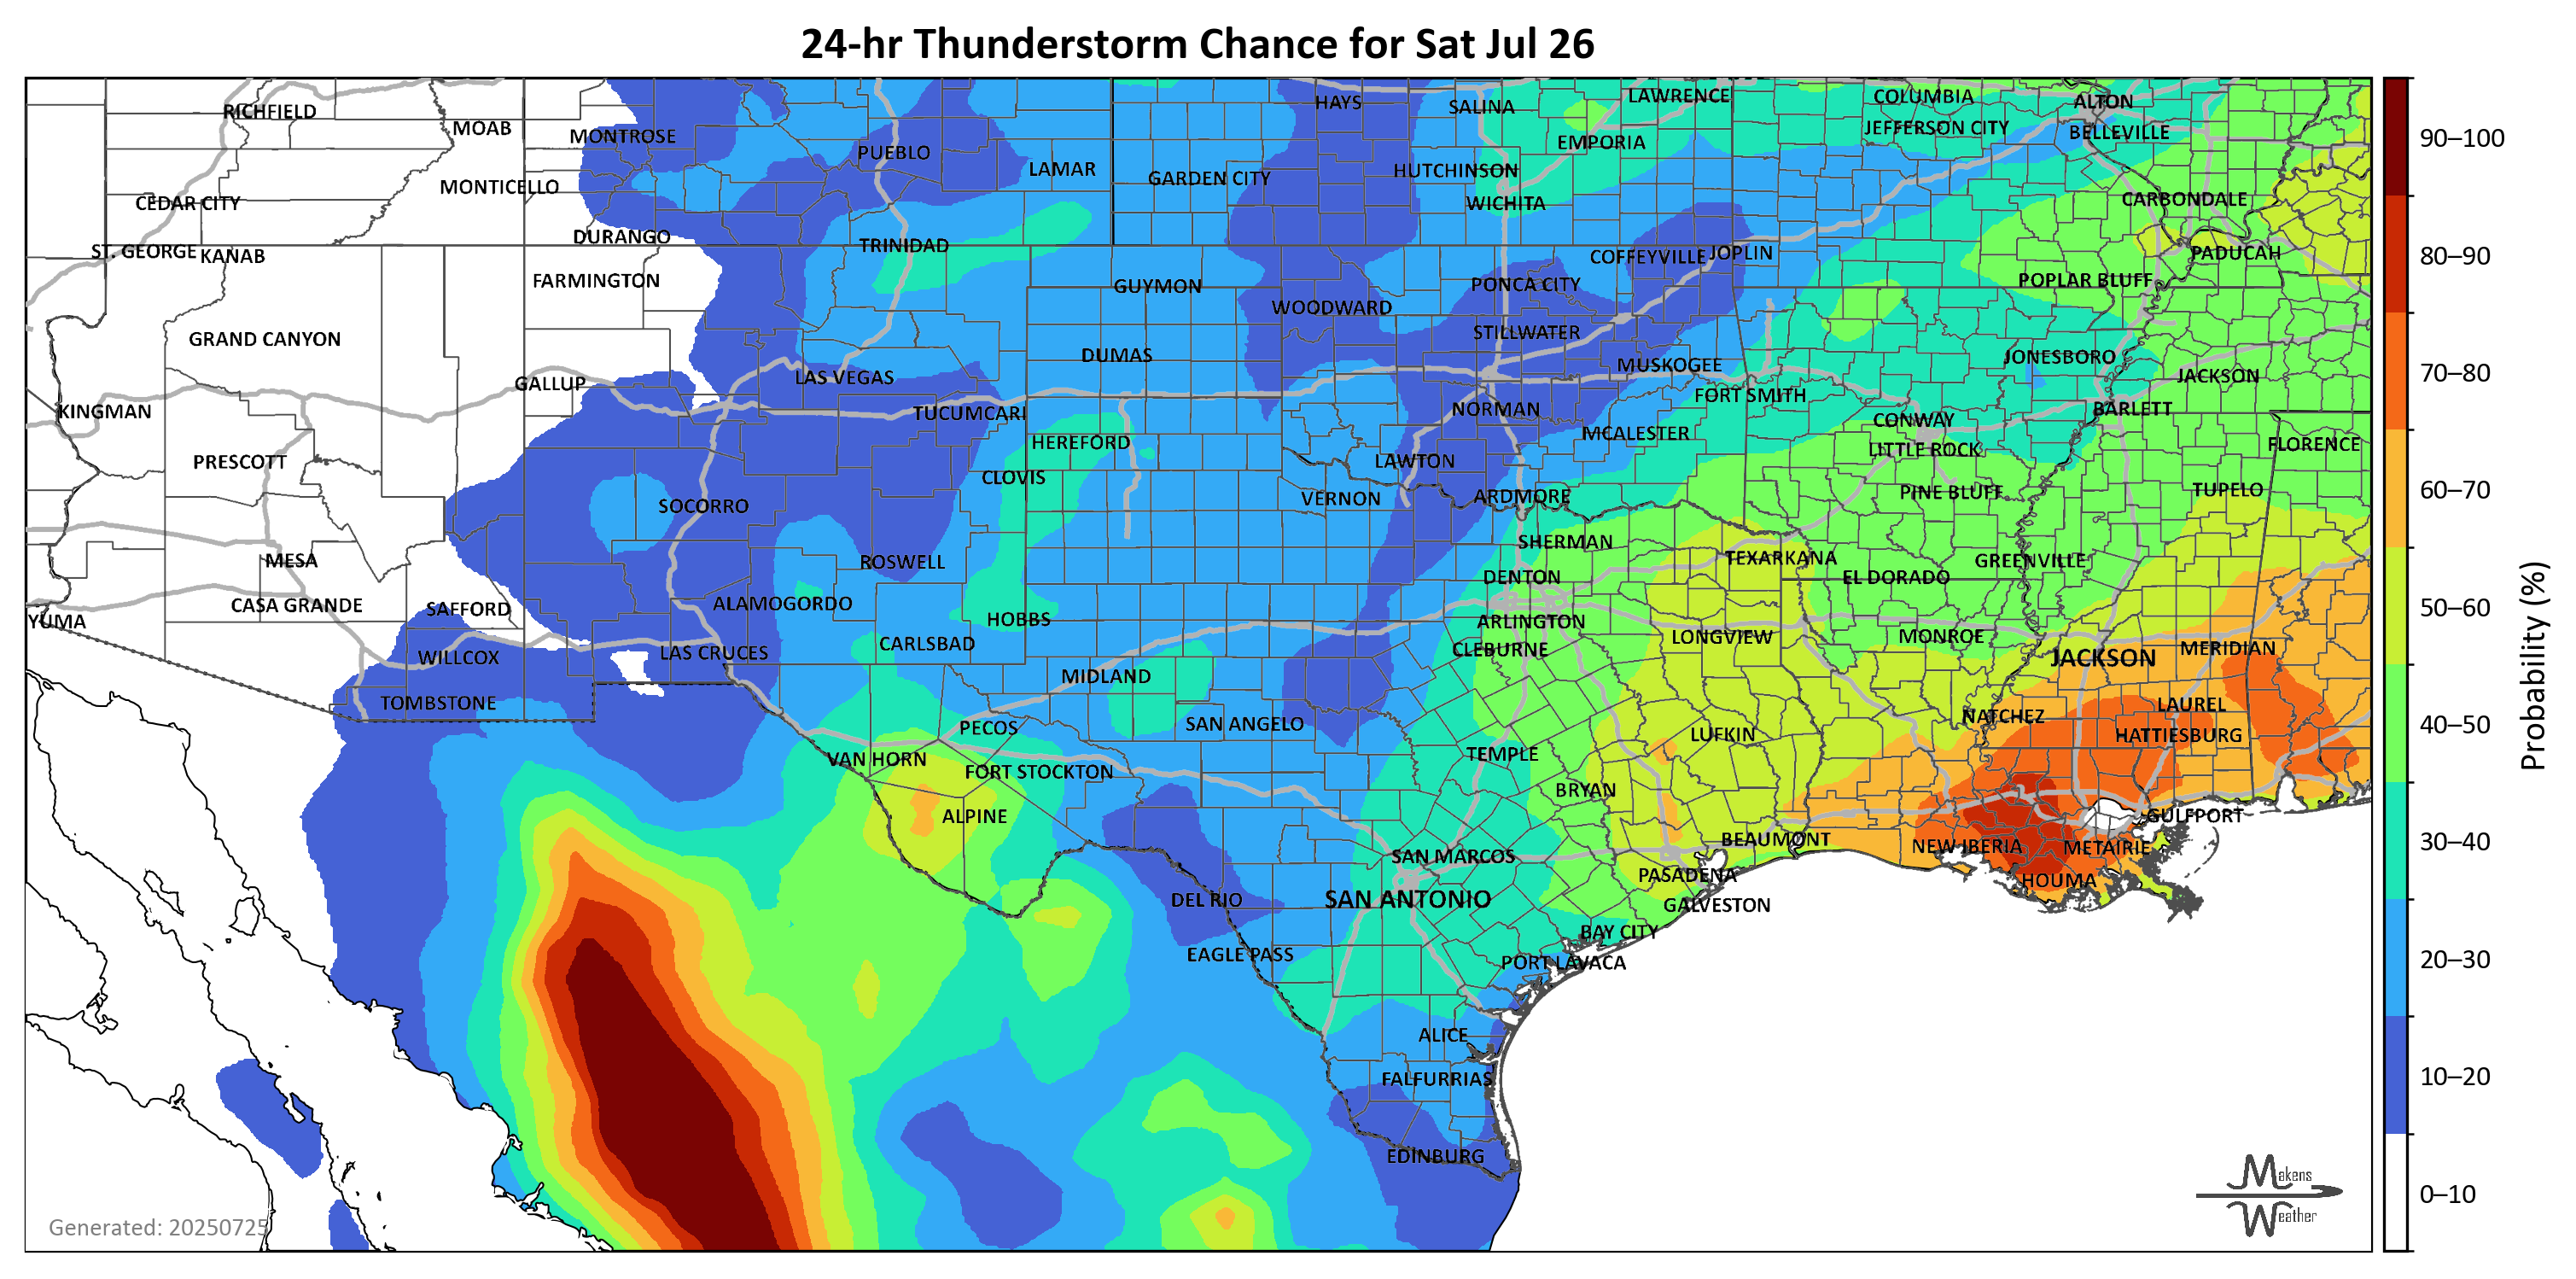 24-hr Thunderstorm Chance for Sat Jul 26
RICHFIELD
MOAB
MONTROSE
PUEBLO
LAMAR
HAYS
SALINA
LAWRENCE
COLUMBIA
ALTON
EMPORIA
JEFFERSON CITY
BELLEVILLE
CEDAR CITY
MONTICELLO
GARDEN CITY
HUTCHINSON
WICHITA
CARBONDALE
ST. GEORGE
KANAB
DURANGO
TRINIDAD
COFFEYVILLE
JOPLIN
PADUCAH
FARMINGTON
GUYMON
PONCA CITY
POPLAR BLUFF
WOODWARD
GRAND CANYON
STILLWATER
DUMAS
MUSKOGEE
JONESBORO
JACKSON
GALLUP
LAS VEGAS
FORT SMITH
KINGMAN
TUCUMCARI
NORMAN
CONWAY
BARLETT
HEREFORD
MCALESTER
LITTLE ROCK
FLORENCE
PRESCOTT
CLOVIS
LAWTON
SOCORRO
VERNON
ARDMORE
PINE BLUFF
TUPELO
MESA
ROSWELL
SHERMAN
TEXARKANA
GREENVILLE
DENTON
EL DORADO
YUMA
CASA GRANDE
SAFFORD
ALAMOGORDO
HOBBS
ARLINGTON
LONGVIEW
MONROE
WILLCOX
LAS CRUCES
CARLSBAD
CLEBURNE
JACKSON
MERIDIAN
TOMBSTONE
MIDLAND
PECOS
SAN ANGELO
NATCHEZ
LAUREL
VAN HORN
FORT STOCKTON
TEMPLE
LUFKIN
HATTIESBURG
ALPINE
BRYAN
GULFPORT
SAN MARCOS
BEAUMONT
NEW IBERIA
METAIRIE
DEL RIO
SAN ANTONIO
PASADENA
HOUMA
GALVESTON
EAGLE PASS
BAY CITY
PORT LAVACA
ALICE
FALFURRIAS
EDINBURG
Generated: 20250725
Makens
Weather
90–100
80–90
70–80
60–70
50–60
40–50
30–40
20–30
10–20
0–10
Probability (%)